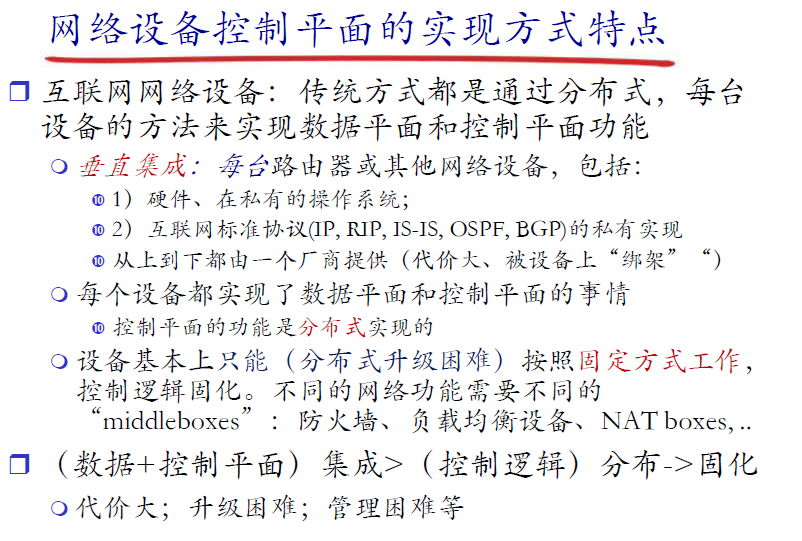 网络设备控制平面的实现方式特点
互联网网络设备：传统方式都是通过分布式，每台
设备的方法来实现数据平面和控制平面功能
垂直集成：每台路由器或其他网络设备，包括：
1）硬件、在私有的操作系统；
2）互联网标准协议(IP, RIP, IS-IS, OSPF, BGP)的私有实现
从上到下都由一个厂商提供（代价大、被设备上“绑架”“）
每个设备都实现了数据平面和控制平面的事情
控制平面的功能是分布式实现的
设备基本上只能（分布式升级困难）按照固定方式工作，
控制逻辑固化。不同的网络功能需要不同的
“middleboxes”：防火墙、负载均衡设备、NAT boxes, ..
（数据+控制平面）集成>（控制逻辑）分布->固化
代价大；升级困难；管理困难等